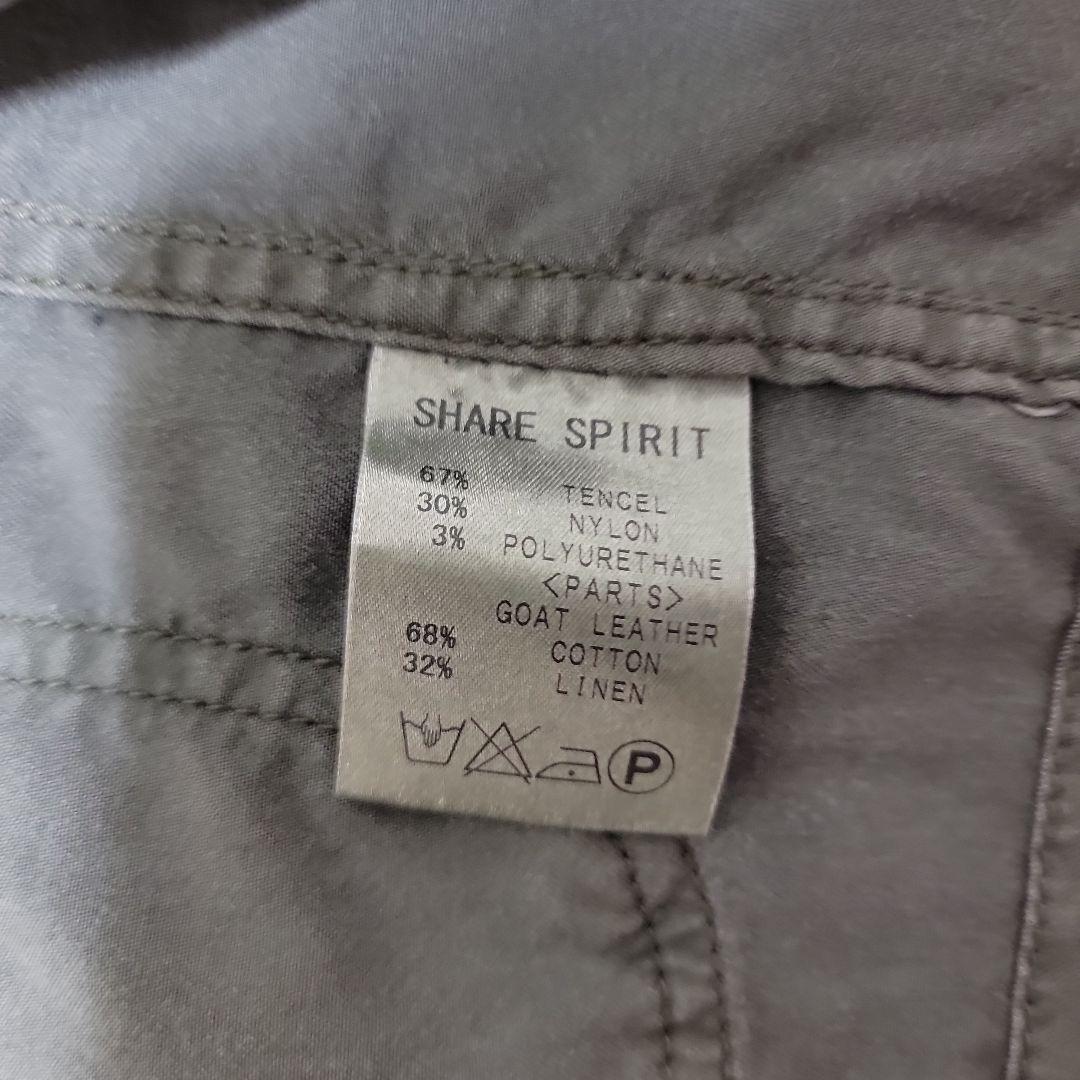 SHARE SPIRIT
67% TENCEL
30% NYLON
3% POLYURETHANE
<PARTS>
GOAT LEATHER
68% COTTON
32% LINEN
P